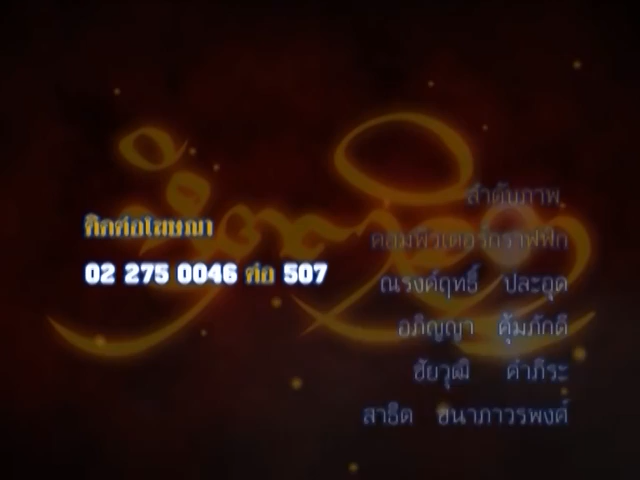 ติดต่อโฆษณา
02 275 0046 ต่อ 507
ลำดับภาพ
คอมพิวเตอร์กราฟฟิก
ณรงค์ฤทธิ์ ปละอุด
อภิญญา คุ้มภักดี
ชัยวุฒิ คำภิระ
สาธิต ชนาภาวรพงศ์